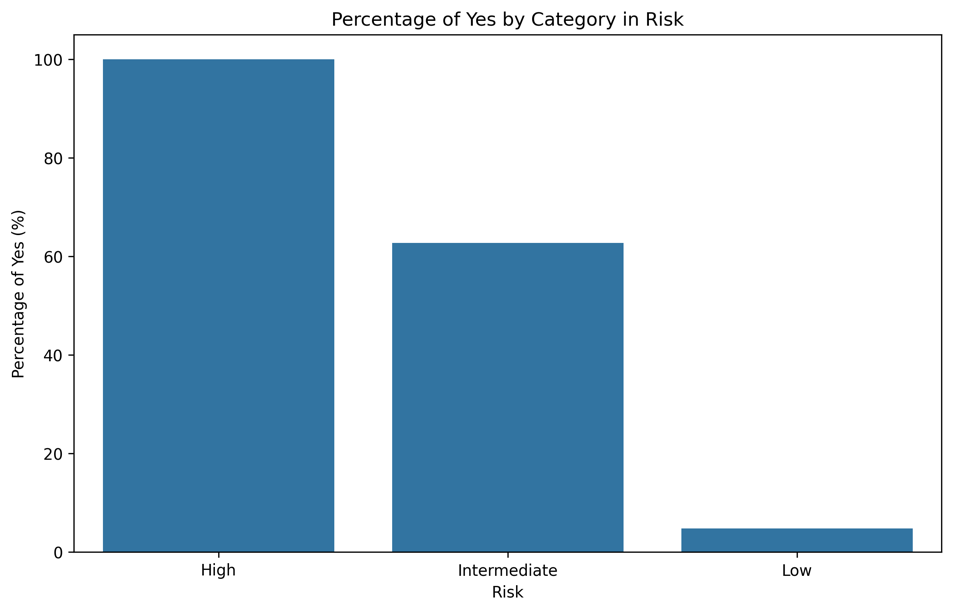 Percentage of Yes by Category in Risk
Percentage of Yes (%)
100
80
60
40
20
0
High
Intermediate
Low
Risk